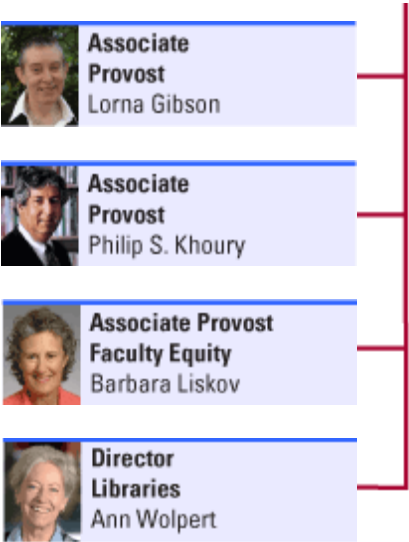 Associate
Provost
Lorna Gibson
Associate
Provost
Philip S. Khoury
Associate Provost
Faculty Equity
Barbara Liskov
Director
Libraries
Ann Wolpert